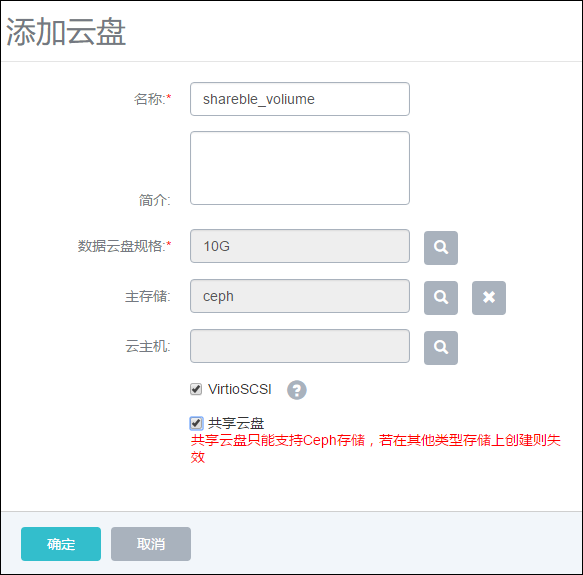 添加云盘
名称:* shareble_voliume
简介:
数据云盘规格:* 10G
主存储: ceph
云主机:
VirtioSCSI ?
共享云盘
共享云盘只能支持Ceph存储，若在其他类型存储上创建则失
效
确定 取消